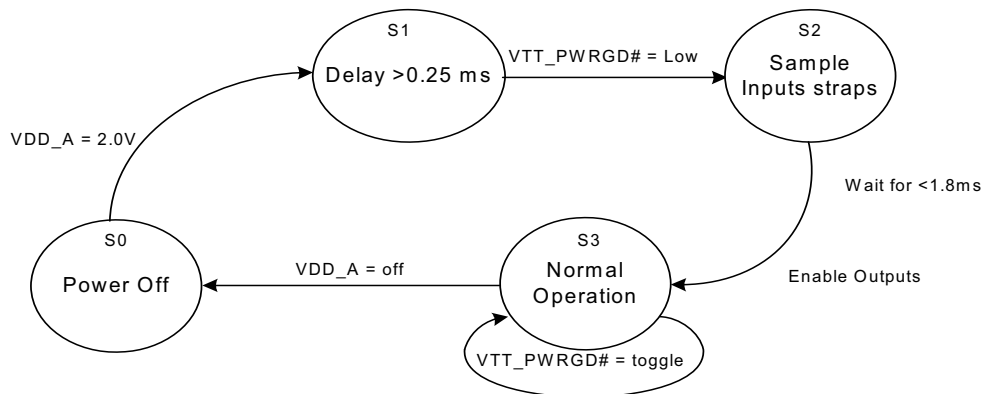 S1
Delay >0.25 ms
VTT_PWRGD# = Low
S2
Sample
Inputs straps
VDD_A = 2.0V
Wait for <1.8ms
S0
Power Off
VDD_A = off
S3
Normal
Operation
Enable Outputs
VTT_PWRGD# = toggle